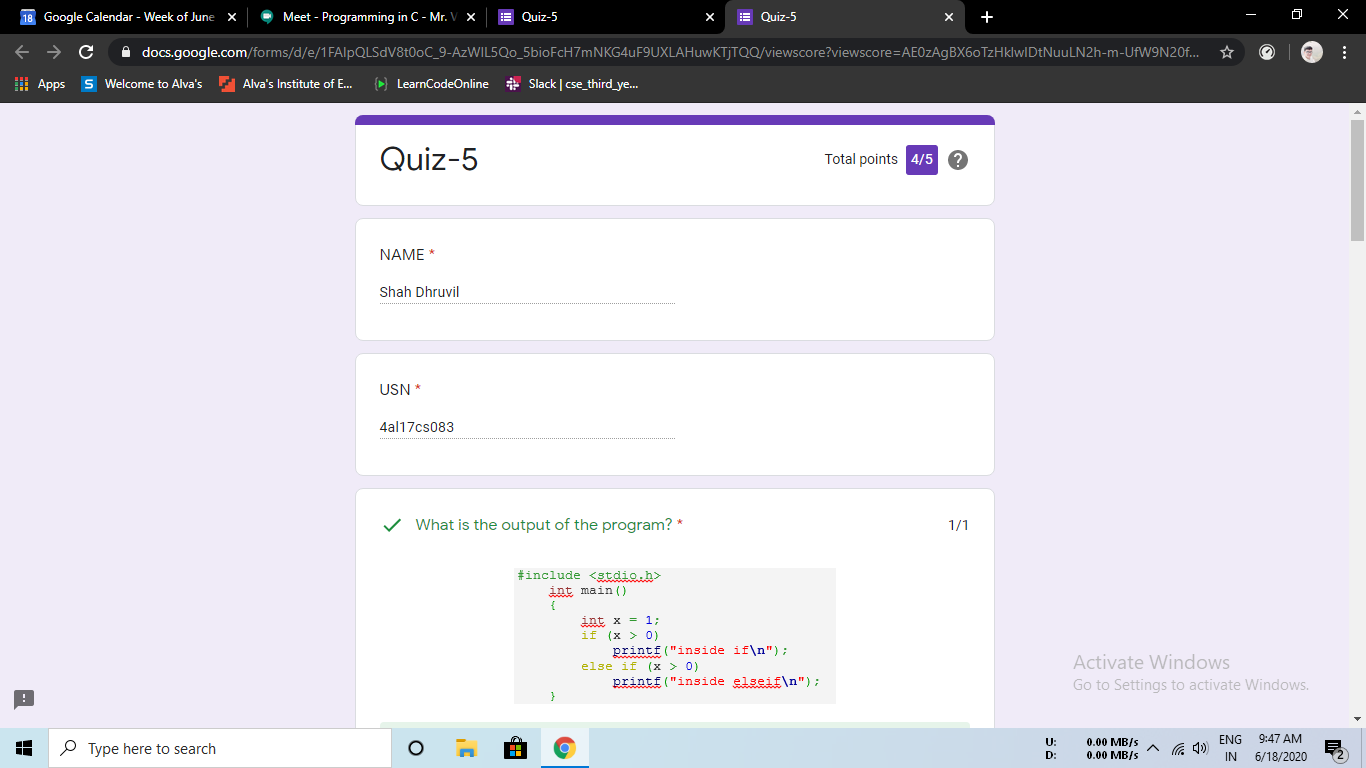 Google Calendar - Week of June
Meet - Programming in C - Mr. V
Quiz-5
Quiz-5
docs.google.com/forms/d/e/1FAIpQLSdV8t0oC_9-AzWIL5Qo_5bioFcH7mNKG4uF9UXLAHuwKTjTQQ/viewscore?viewscore=AE0zAgBX6oTzHklwIDtNuuLN2h-m-UfW9N20f...
Apps
Welcome to Alva's
Alva's Institute of E...
LearnCodeOnline
Slack | cse_third_ye...
Quiz-5
Total points 4/5
NAME *
Shah Dhruvil
USN *
4al17cs083
What is the output of the program? * 1/1
#include <stdio.h>
int main()
{
int x = 1;
if (x > 0)
printf("inside if\n");
else if (x > 0)
printf("inside elseif\n");
}
Activate Windows
Go to Settings to activate Windows.
Type here to search
U: 0.00 MB/s
D: 0.00 MB/s
ENG
IN
9:47 AM
6/18/2020
2